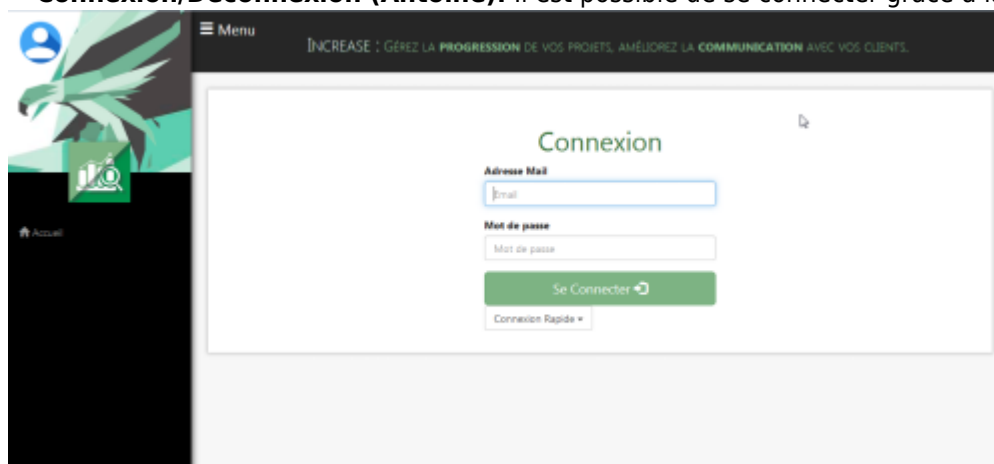 Connexion/Déconnexion (Antoine): il est possible de se connecter grâce à
Menu
INCREASE : GÉREZ LA PROGRESSION DE VOS PROJETS, AMÉLIOREZ LA COMMUNICATION AVEC VOS CLIENTS.
Connexion
Adresse Mail
Email
Mot de passe
Mot de passe
Se Connecter
Connexion Rapide
Accueil